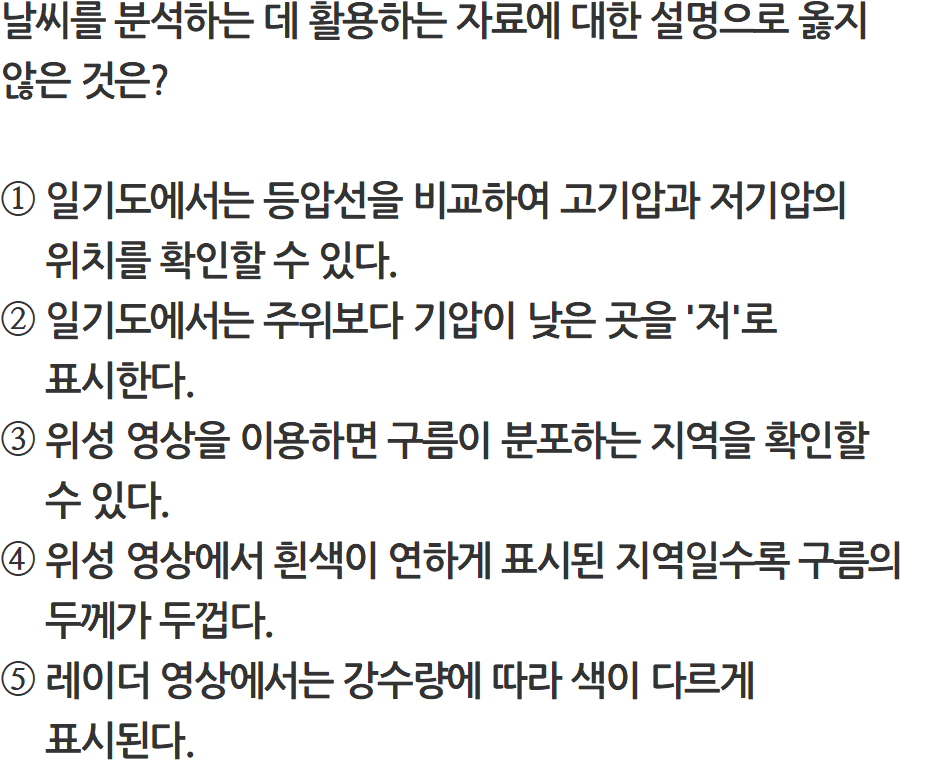 날씨를 분석하는 데 활용하는 자료에 대한 설명으로 옳지
않은 것은?
① 일기도에서는 등압선을 비교하여 고기압과 저기압의
위치를 확인할 수 있다.
② 일기도에서는 주위보다 기압이 낮은 곳을 '저'로
표시한다.
③ 위성 영상을 이용하면 구름이 분포하는 지역을 확인할
수 있다.
④ 위성 영상에서 흰색이 연하게 표시된 지역일수록 구름의
두께가 두껍다.
⑤ 레이더 영상에서는 강수량에 따라 색이 다르게
표시된다.